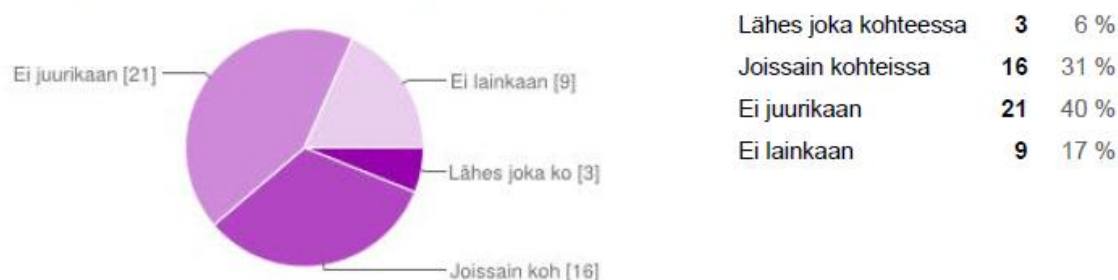 Ei juurikaan [21]
Ei lainkaan [9]
Lähes joka ko [3]
Joissain koh [16]
Lähes joka kohteessa 3 6 %
Joissain kohteissa 16 31 %
Ei juurikaan 21 40 %
Ei lainkaan 9 17 %